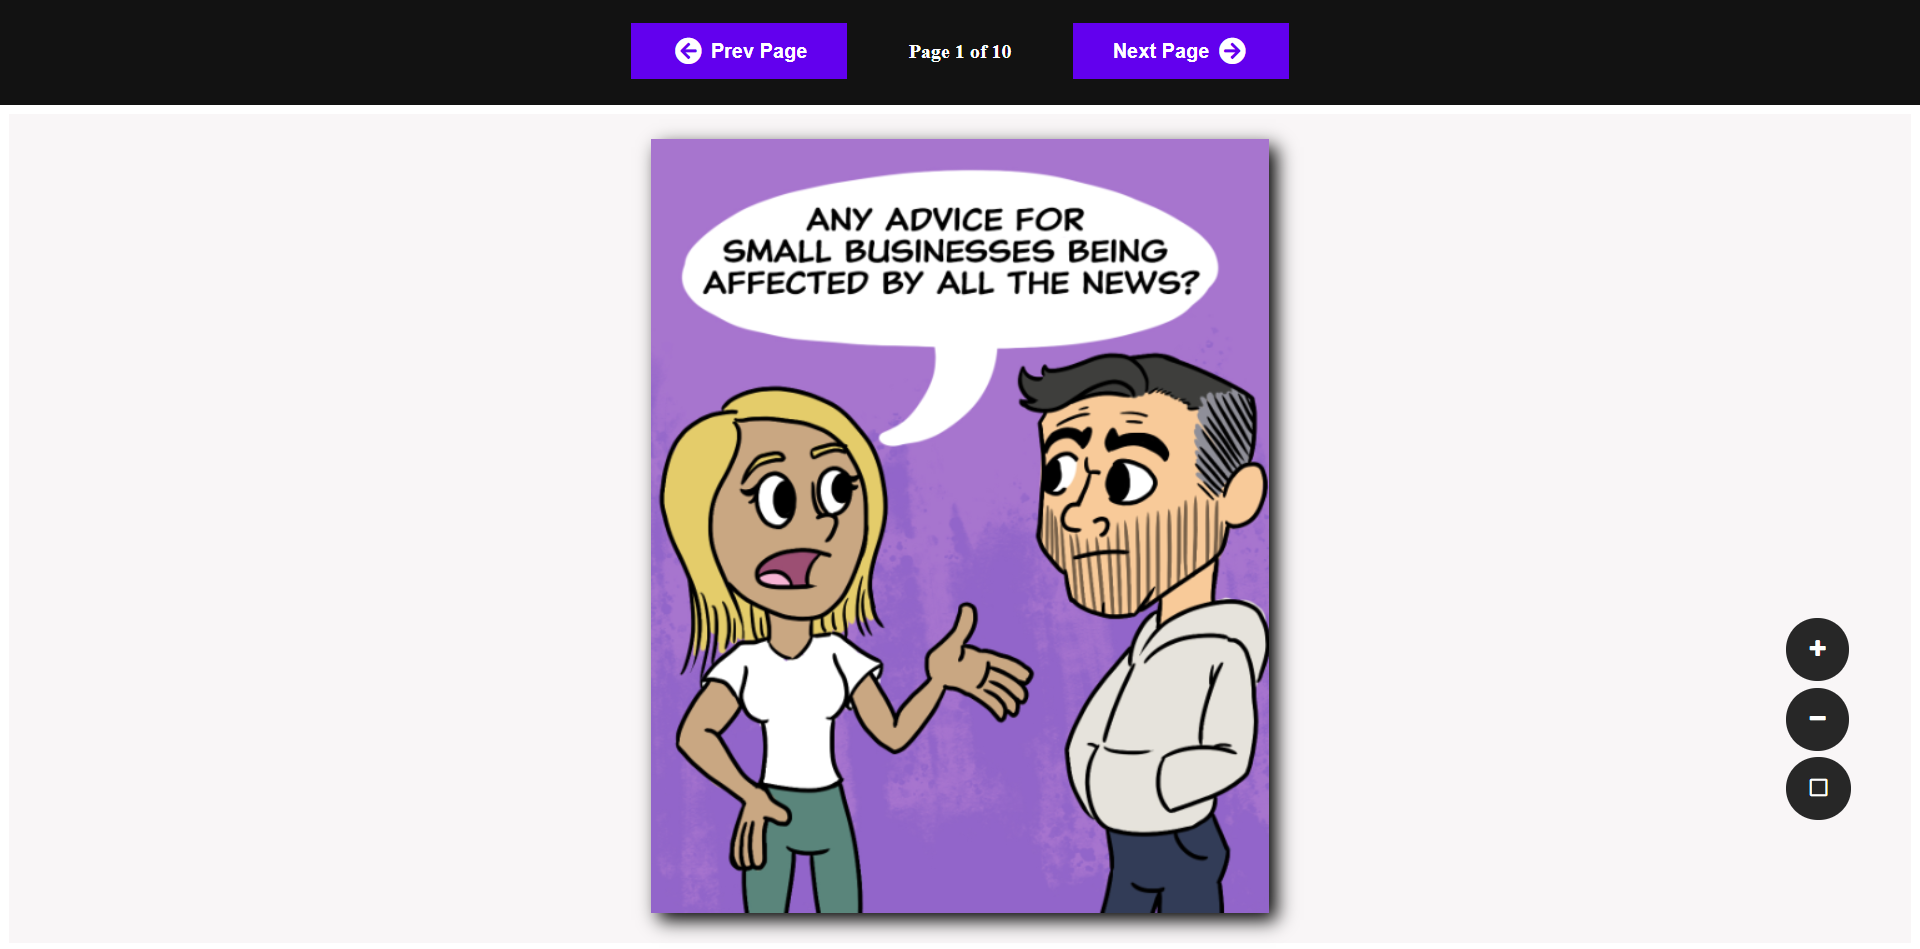 Prev Page
Page 1 of 10
Next Page
ANY ADVICE FOR
SMALL BUSINESSES BEING
AFFECTED BY ALL THE NEWS?